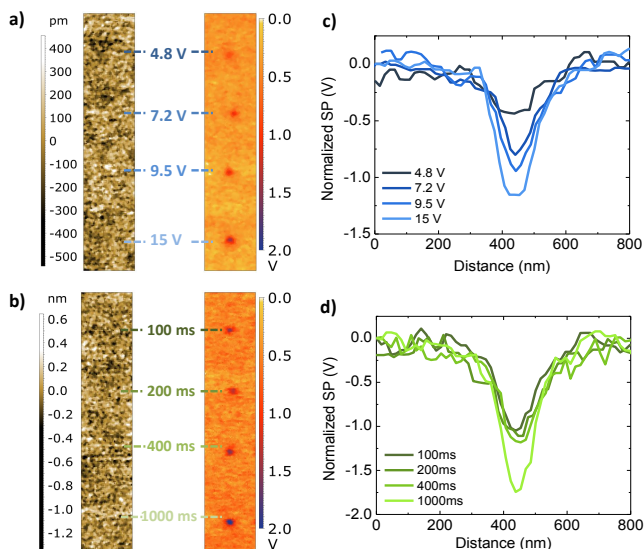 a)
pm
400
300
200
100
0
-100
-200
-300
-400
-500
4.8 V
7.2 V
9.5 V
15 V
0.0
1.0
1.5
2.0
V
b)
nm
0.6
0.4
0.2
0.0
-0.2
-0.4
-0.6
-0.8
-1.0
-1.2
100 ms
200 ms
400 ms
1000 ms
0.0
1.0
1.5
2.0
V
c)
Normalized SP (V)
0.0
-0.5
-1.0
-1.5
4.8 V
7.2 V
9.5 V
15 V
0 200 400 600 800
Distance (nm)
d)
Normalized SP (V)
0.0
-0.5
-1.0
-1.5
-2.0
100ms
200ms
400ms
1000ms
0 200 400 600 800
Distance (nm)